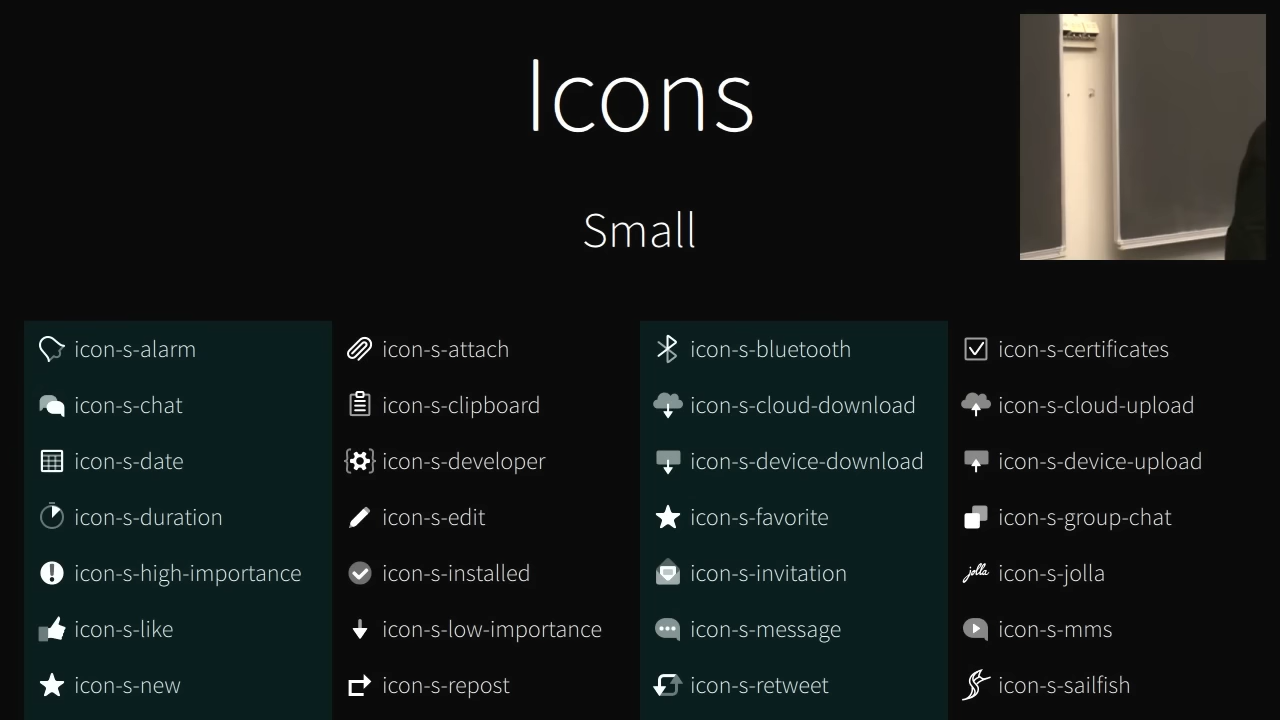 Icons
Small
icon-s-alarm icon-s-attach icon-s-bluetooth icon-s-certificates
icon-s-chat icon-s-clipboard icon-s-cloud-download icon-s-cloud-upload
icon-s-date icon-s-developer icon-s-device-download icon-s-device-upload
icon-s-duration icon-s-edit icon-s-favorite icon-s-group-chat
icon-s-high-importance icon-s-installed icon-s-invitation jolla icon-s-jolla
icon-s-like icon-s-low-importance icon-s-message icon-s-mms
icon-s-new icon-s-repost icon-s-retweet icon-s-sailfish